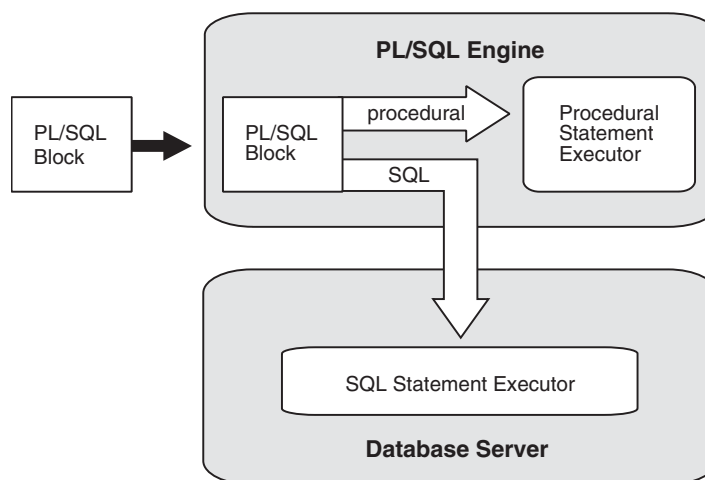 PL/SQL Engine
PL/SQL
Block
PL/SQL
Block
procedural
SQL
Procedural
Statement
Executor
SQL Statement Executor
Database Server